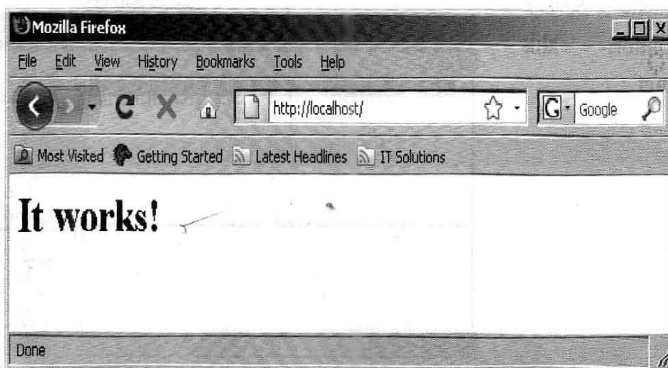 Mozilla Firefox
File Edit View History Bookmarks Tools Help
http://localhost/ G Google
Most Visited Getting Started Latest Headlines IT Solutions
It works!
Done